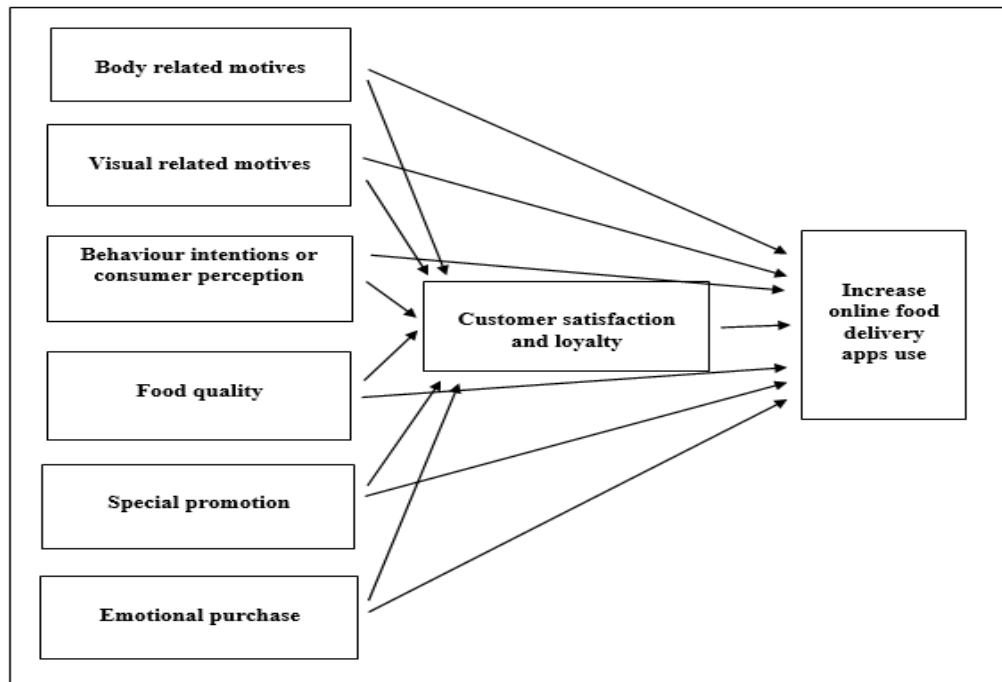 Body related motives
Visual related motives
Behaviour intentions or
consumer perception
Food quality
Special promotion
Emotional purchase
Customer satisfaction
and loyalty
Increase
online food
delivery
apps use